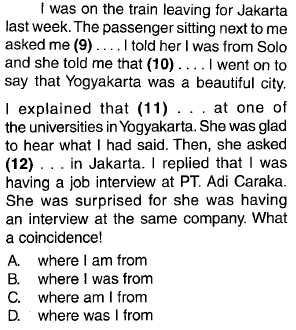 I was on the train leaving for Jakarta
last week. The passenger sitting next to me
asked me (9) .... I told her I was from Solo
and she told me that (10) .... I went on to
say that Yogyakarta was a beautiful city.
I explained that (11) . . . at one of
the universities in Yogyakarta. She was glad
to hear what I had said. Then, she asked
(12) . . . in Jakarta. I replied that I was
having a job interview at PT. Adi Caraka.
She was surprised for she was having
an interview at the same company. What
a coincidence!
A. where I am from
B. where I was from
C. where am I from
D. where was I from